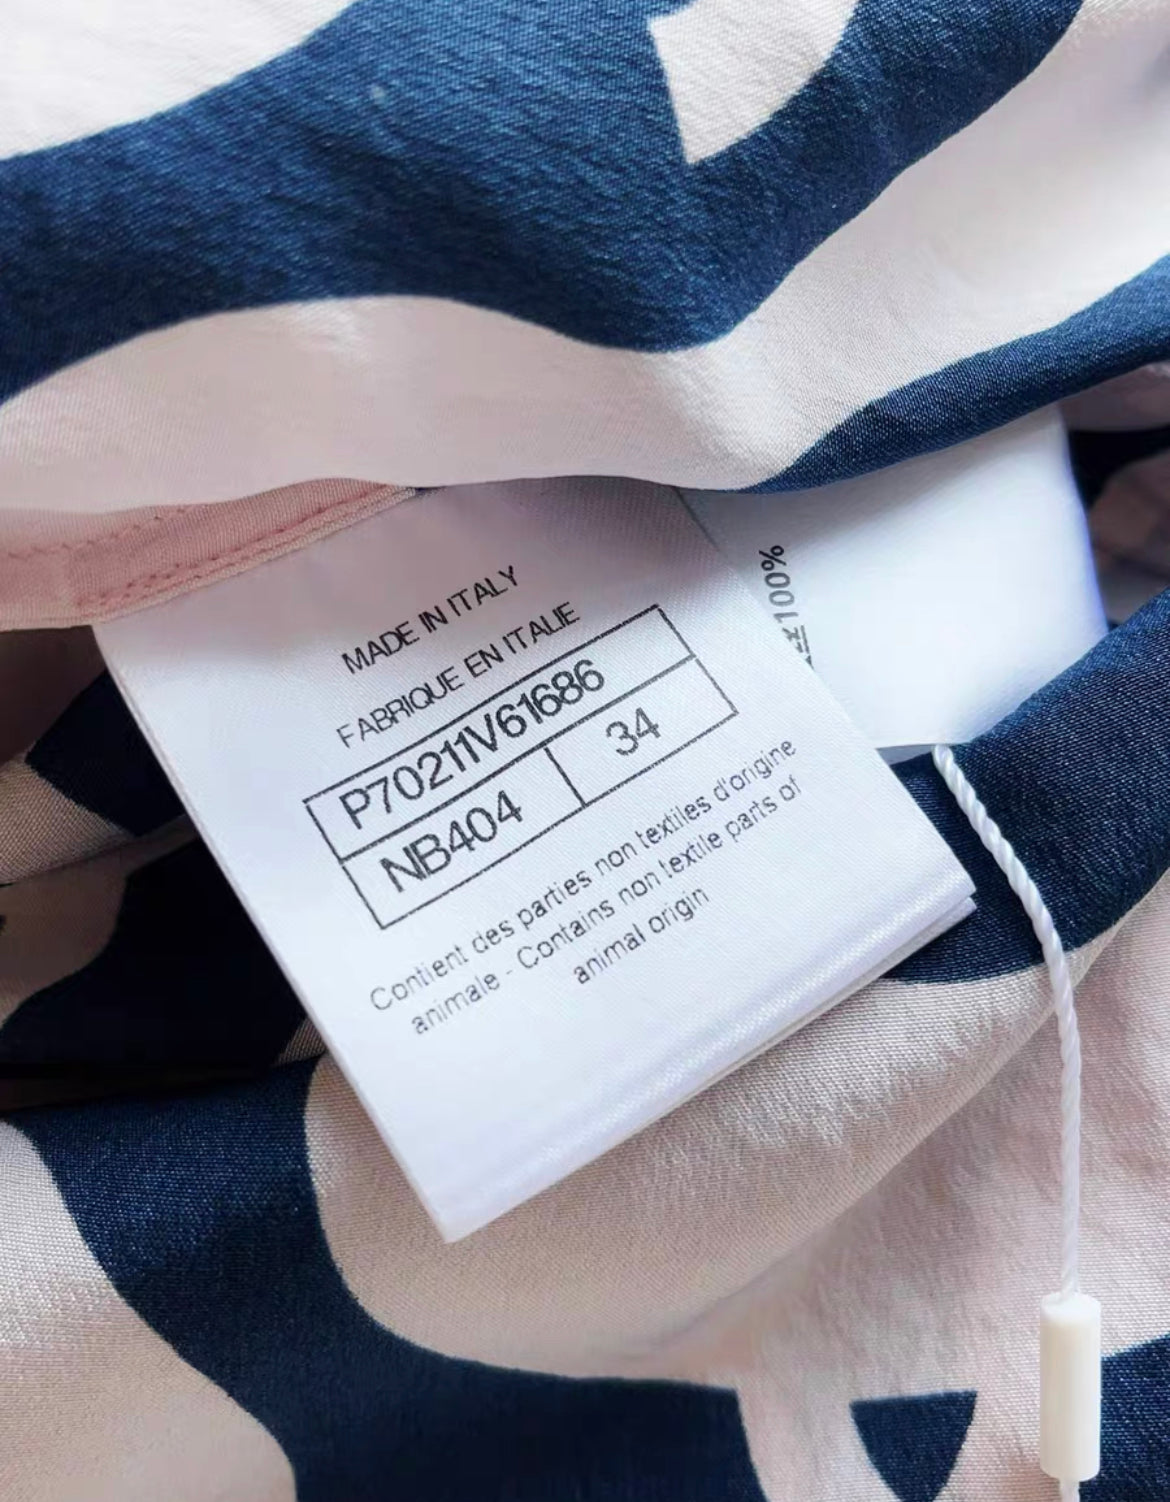 MADE IN ITALY
FABRIQUE EN ITALIE
P70211V61686
NB404 34
Contient des parties non textiles d'origine
animale - Contains non textile parts of
animal origin
100%